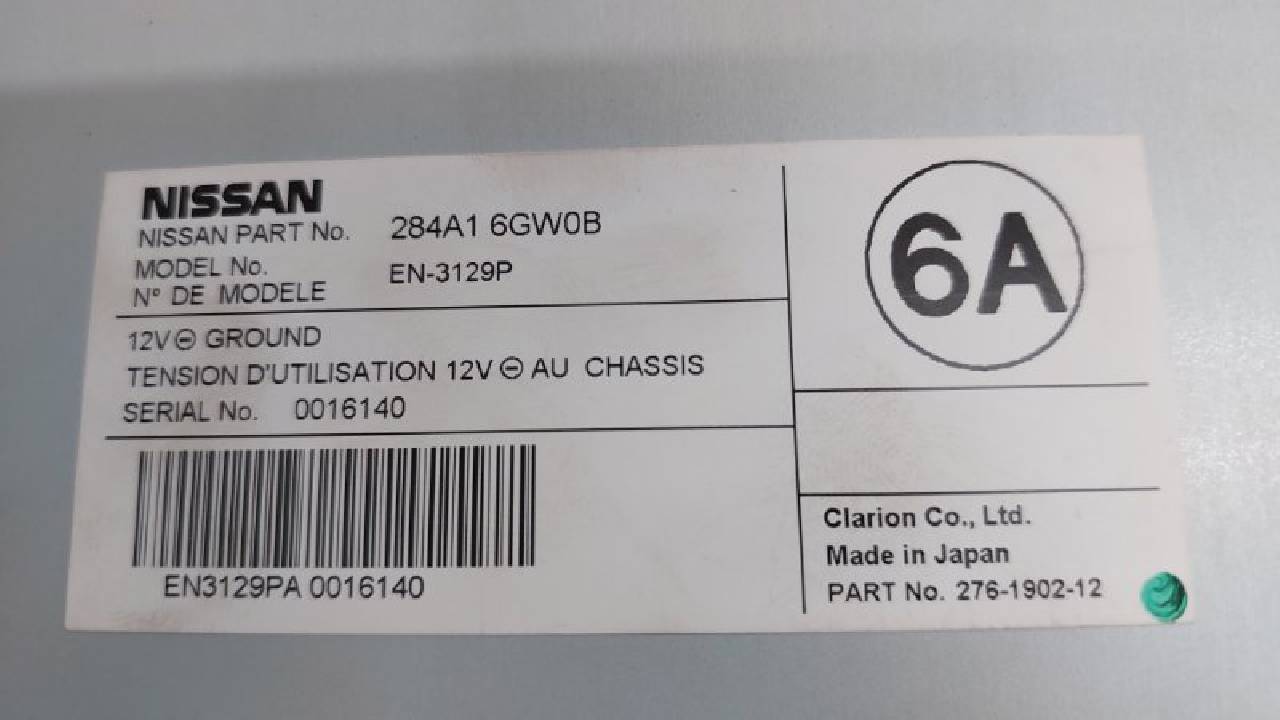 NISSAN
NISSAN PART No. 284A1 6GW0B
MODEL No.
N° DE MODELE EN-3129P
12V⊖ GROUND
TENSION D'UTILISATION 12V ⊖ AU CHASSIS
SERIAL No. 0016140
EN3129PA 0016140
6A
Clarion Co., Ltd.
Made in Japan
PART No. 276-1902-12